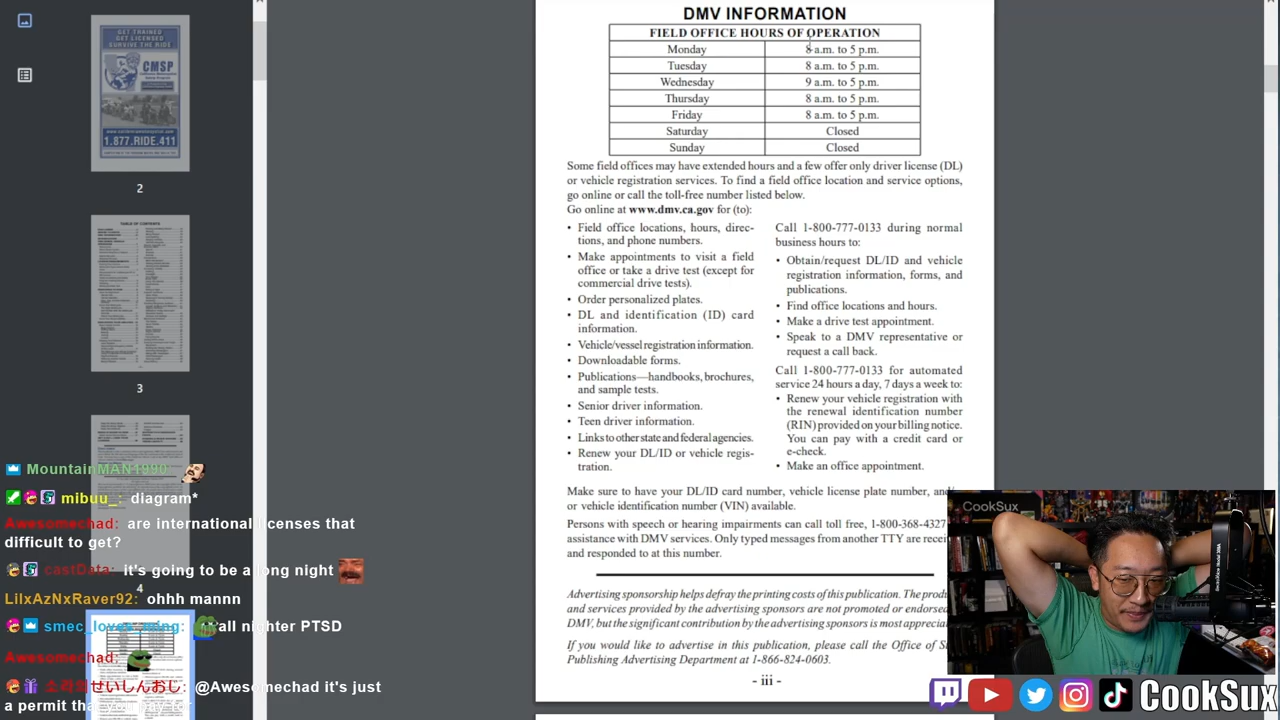 DMV INFORMATION
FIELD OFFICE HOURS OF OPERATION
Monday 8 a.m. to 5 p.m.
Tuesday 8 a.m. to 5 p.m.
Wednesday 9 a.m. to 5 p.m.
Thursday 8 a.m. to 5 p.m.
Friday 8 a.m. to 5 p.m.
Saturday Closed
Sunday Closed
Some field offices may have extended hours and a few offer only driver license (DL)
or vehicle registration services. To find a field office location and service options,
go online or call the toll-free number listed below.
Go online at www.dmv.ca.gov for (to):
• Field office locations, hours, direc-
tions, and phone numbers.
• Make appointments to visit a field
office or take a drive test (except for
commercial drive tests).
• Order personalized plates.
• DL and identification (ID) card
information.
• Vehicle/vessel registration information.
• Downloadable forms.
• Publications—handbooks, brochures,
and sample tests.
• Senior driver information.
• Teen driver information.
• Links to other state and federal agencies.
• Renew your DL/ID or vehicle regis-
tration.
Call 1-800-777-0133 during normal
business hours to:
• Obtain/request DL/ID and vehicle
registration information, forms, and
publications.
• Find office locations and hours.
• Make a drive test appointment.
• Speak to a DMV representative or
request a call back.
Call 1-800-777-0133 for automated
service 24 hours a day, 7 days a week to:
• Renew your vehicle registration with
the renewal identification number
(RIN) provided on your billing notice.
You can pay with a credit card or
e-check.
• Make an office appointment.
Make sure to have your DL/ID card number, vehicle license plate number, and/
or vehicle identification number (VIN) available.
Persons with speech or hearing impairments can call toll free, 1-800-368-4327
assistance with DMV services. Only typed messages from another TTY are
and responded to at this number.
Advertising sponsorship helps defray the printing costs of this publication. The
and services provided by the advertising sponsors are not promoted or endorsed
DMV, but the significant contribution by the advertising sponsors is most
If you would like to advertise in this publication, please call the Office of
Publishing Advertising Department at 1-866-824-0603.
- iii -
GET TRAINED
GET LICENSED
SURVIVE THE RIDE
CMSP
1.877.RIDE.411
2
TABLE OF CONTENTS
3
4
MountainMAN1990
mibuu_: diagram*
Awesomechad: are international licenses that
difficult to get?
castData: it's going to be a long night
LilxAzNxRaver92: ohhh mannn
smec_loves_ming: all nighter PTSD
Awesomechad:
せいしんおじ: @awesomechad it's just
CookSux
CookSux